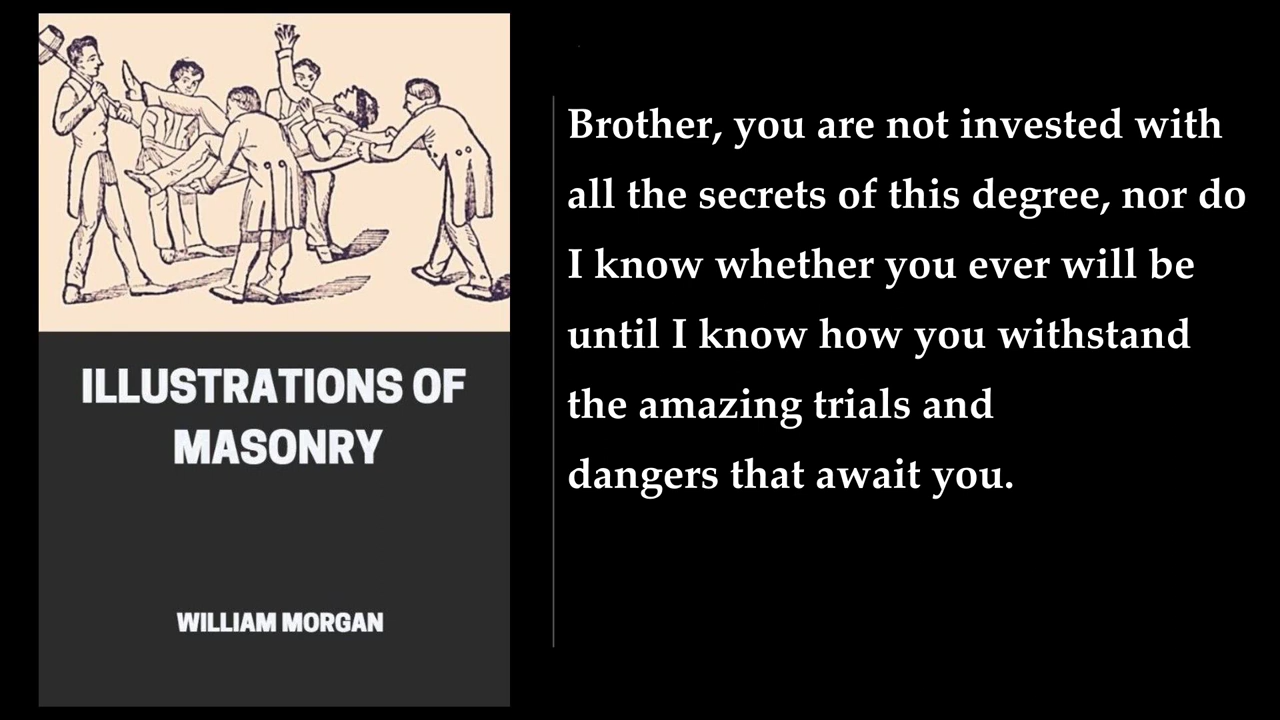 ILLUSTRATIONS OF
MASONRY
WILLIAM MORGAN
Brother, you are not invested with
all the secrets of this degree, nor do
I know whether you ever will be
until I know how you withstand
the amazing trials and
dangers that await you.